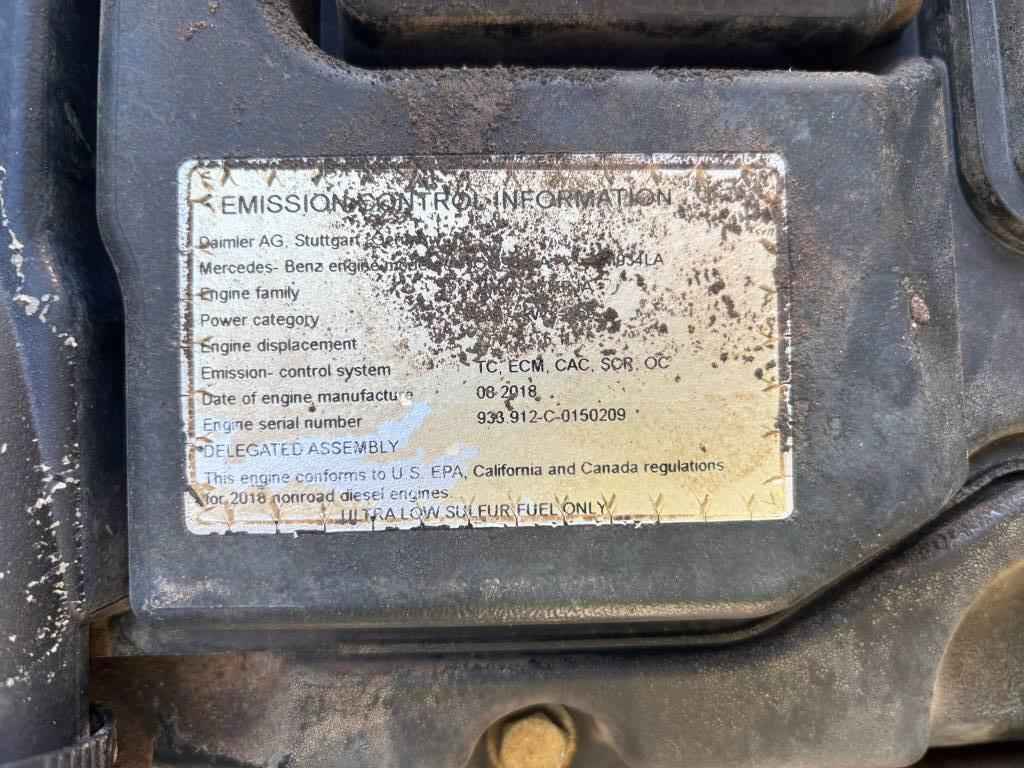 EMISSION CONTROL INFORMATION
Daimler AG, Stuttgart
Mercedes- Benz engine
Engine family
Power category
Engine displacement
Emission- control system TC, ECM, CAC, SCR, OC
Date of engine manufacture 08 2018
Engine serial number 933.912-C-0150209
DELEGATED ASSEMBLY
This engine conforms to U.S. EPA, California and Canada regulations
for 2018 nonroad diesel engines
ULTRA LOW SULFUR FUEL ONLY